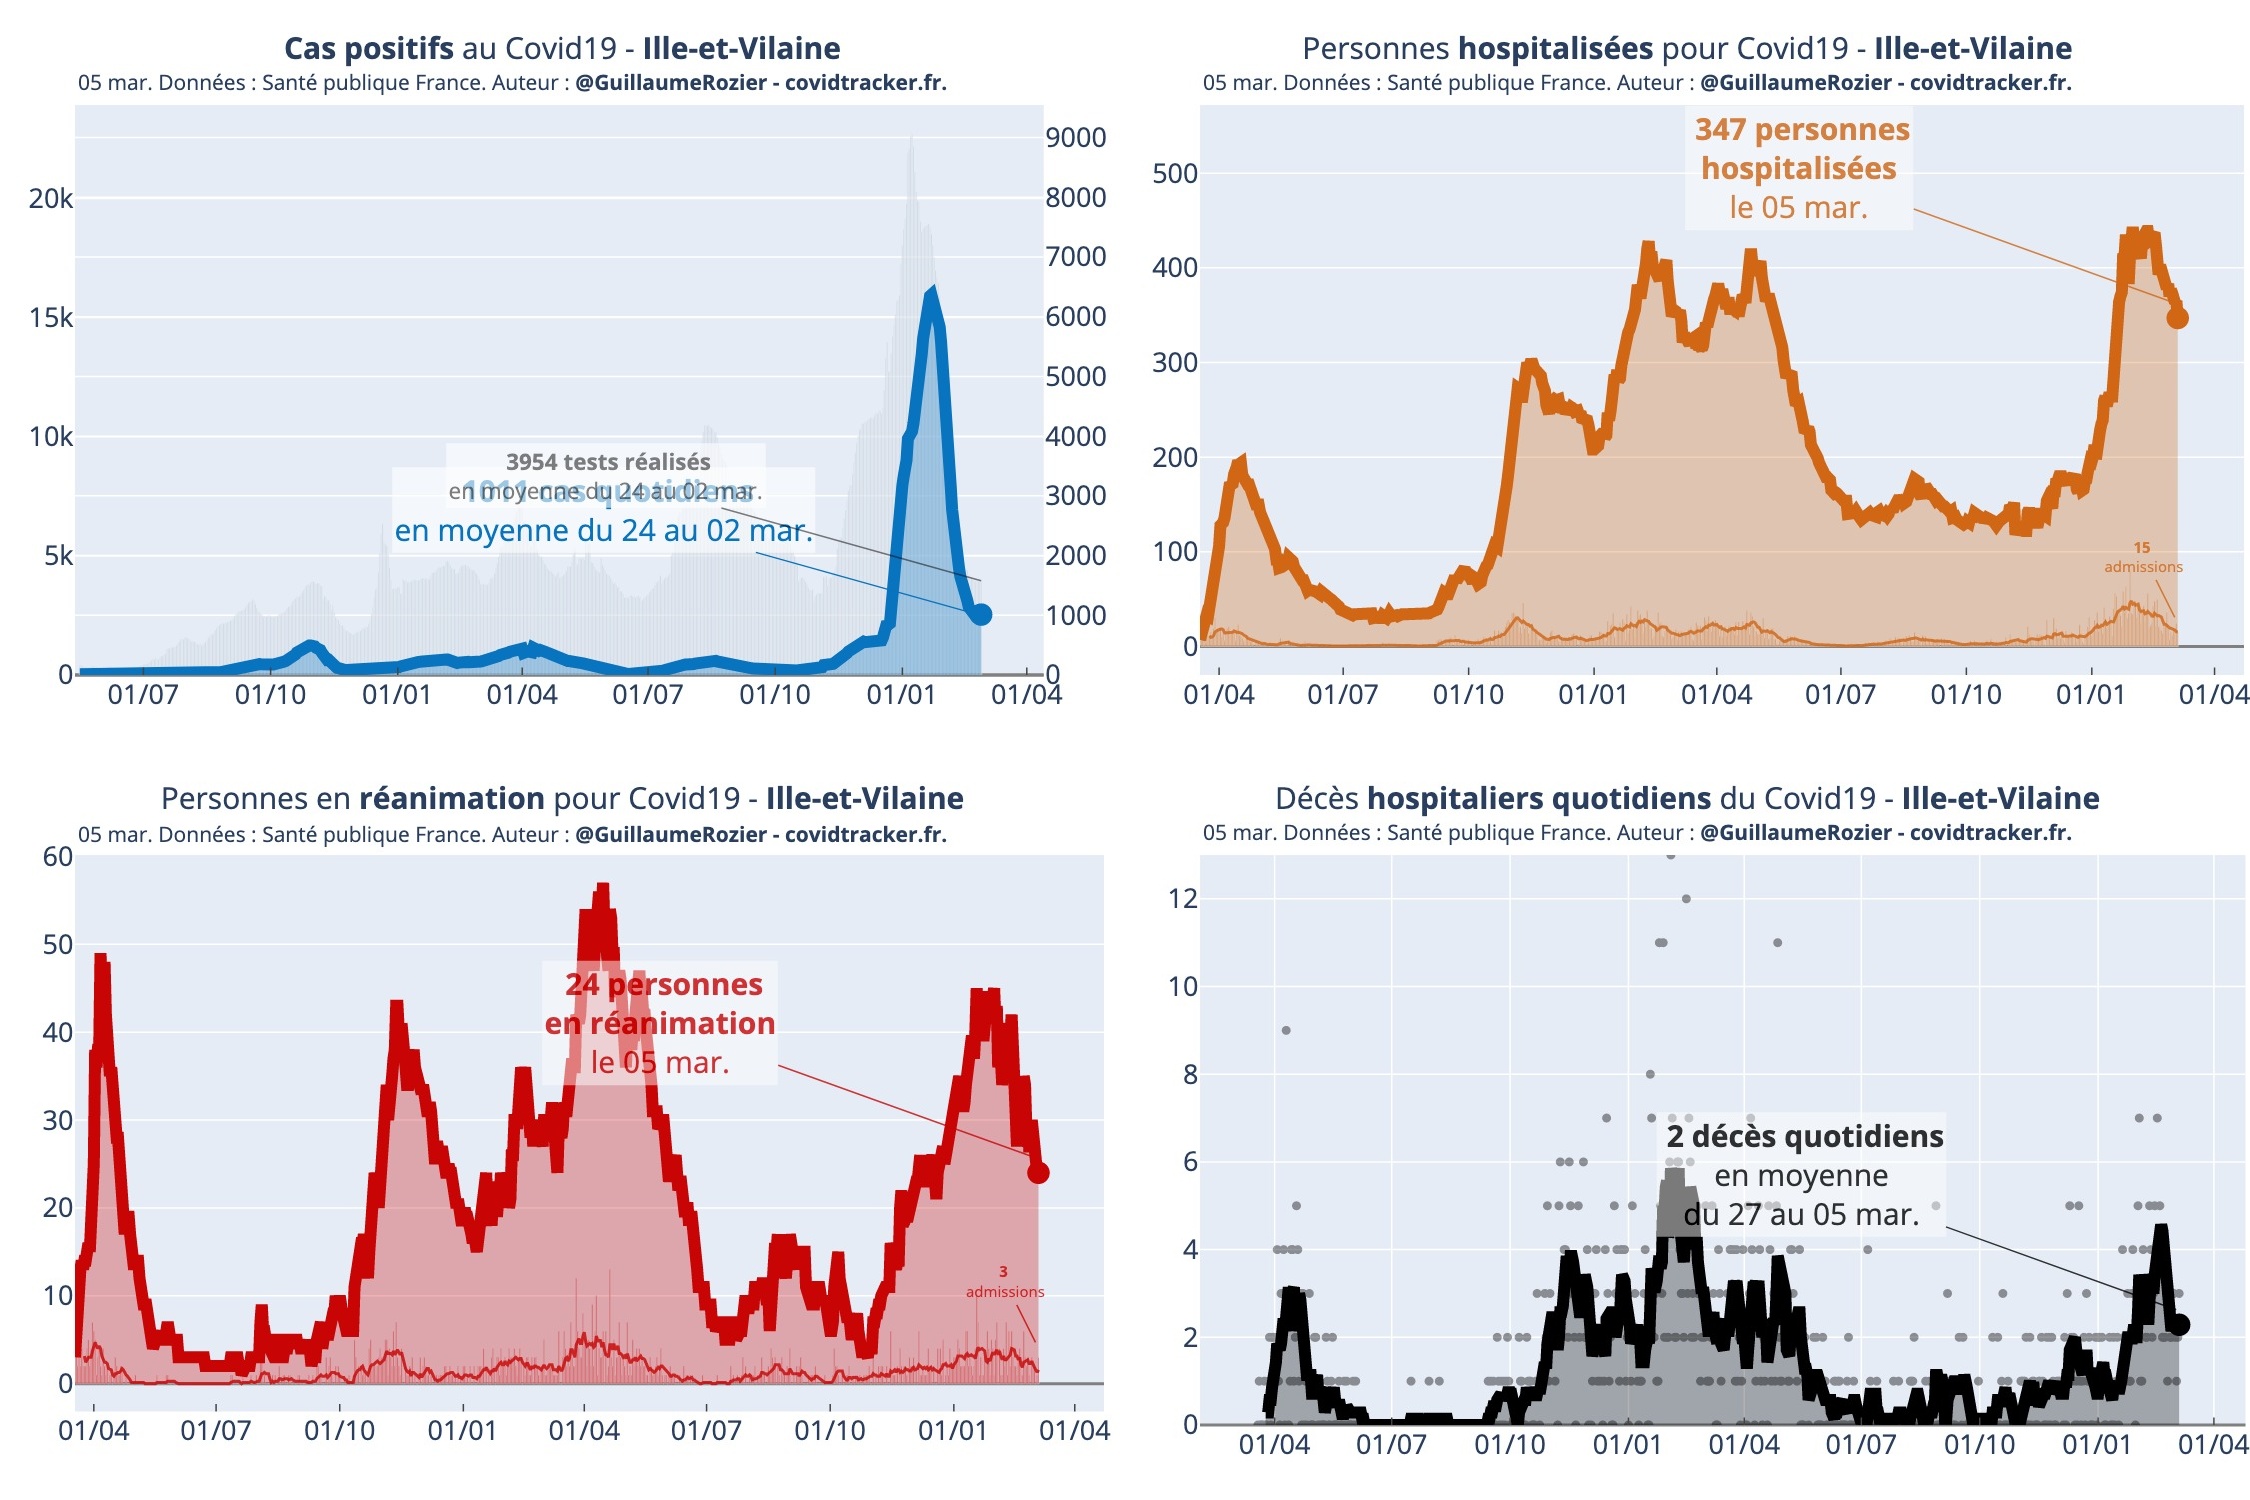 Cas positifs au Covid19 - Ille-et-Vilaine
05 mar. Données : Santé publique France. Auteur : @GuillaumeRozier - covidtracker.fr.
20k
15k
10k
5k
0
9000
8000
7000
6000
5000
4000
3000
2000
1000
0
3954 tests réalisés
en moyenne du 24 au 02 mar.
1011 cas quotidiens
en moyenne du 24 au 02 mar.
01/07 01/10 01/01 01/04 01/07 01/10 01/01 01/04
Personnes hospitalisées pour Covid19 - Ille-et-Vilaine
05 mar. Données : Santé publique France. Auteur : @GuillaumeRozier - covidtracker.fr.
500
400
300
200
100
0
347 personnes
hospitalisées
le 05 mar.
15
admissions
01/04 01/07 01/10 01/01 01/04 01/07 01/10 01/01 01/04
Personnes en réanimation pour Covid19 - Ille-et-Vilaine
05 mar. Données : Santé publique France. Auteur : @GuillaumeRozier - covidtracker.fr.
60
50
40
30
20
10
0
24 personnes
en réanimation
le 05 mar.
3
admissions
01/04 01/07 01/10 01/01 01/04 01/07 01/10 01/01 01/04
Décès hospitaliers quotidiens du Covid19 - Ille-et-Vilaine
05 mar. Données : Santé publique France. Auteur : @GuillaumeRozier - covidtracker.fr.
12
10
8
6
4
2
0
2 décès quotidiens
en moyenne
du 27 au 05 mar.
01/04 01/07 01/10 01/01 01/04 01/07 01/10 01/01 01/04